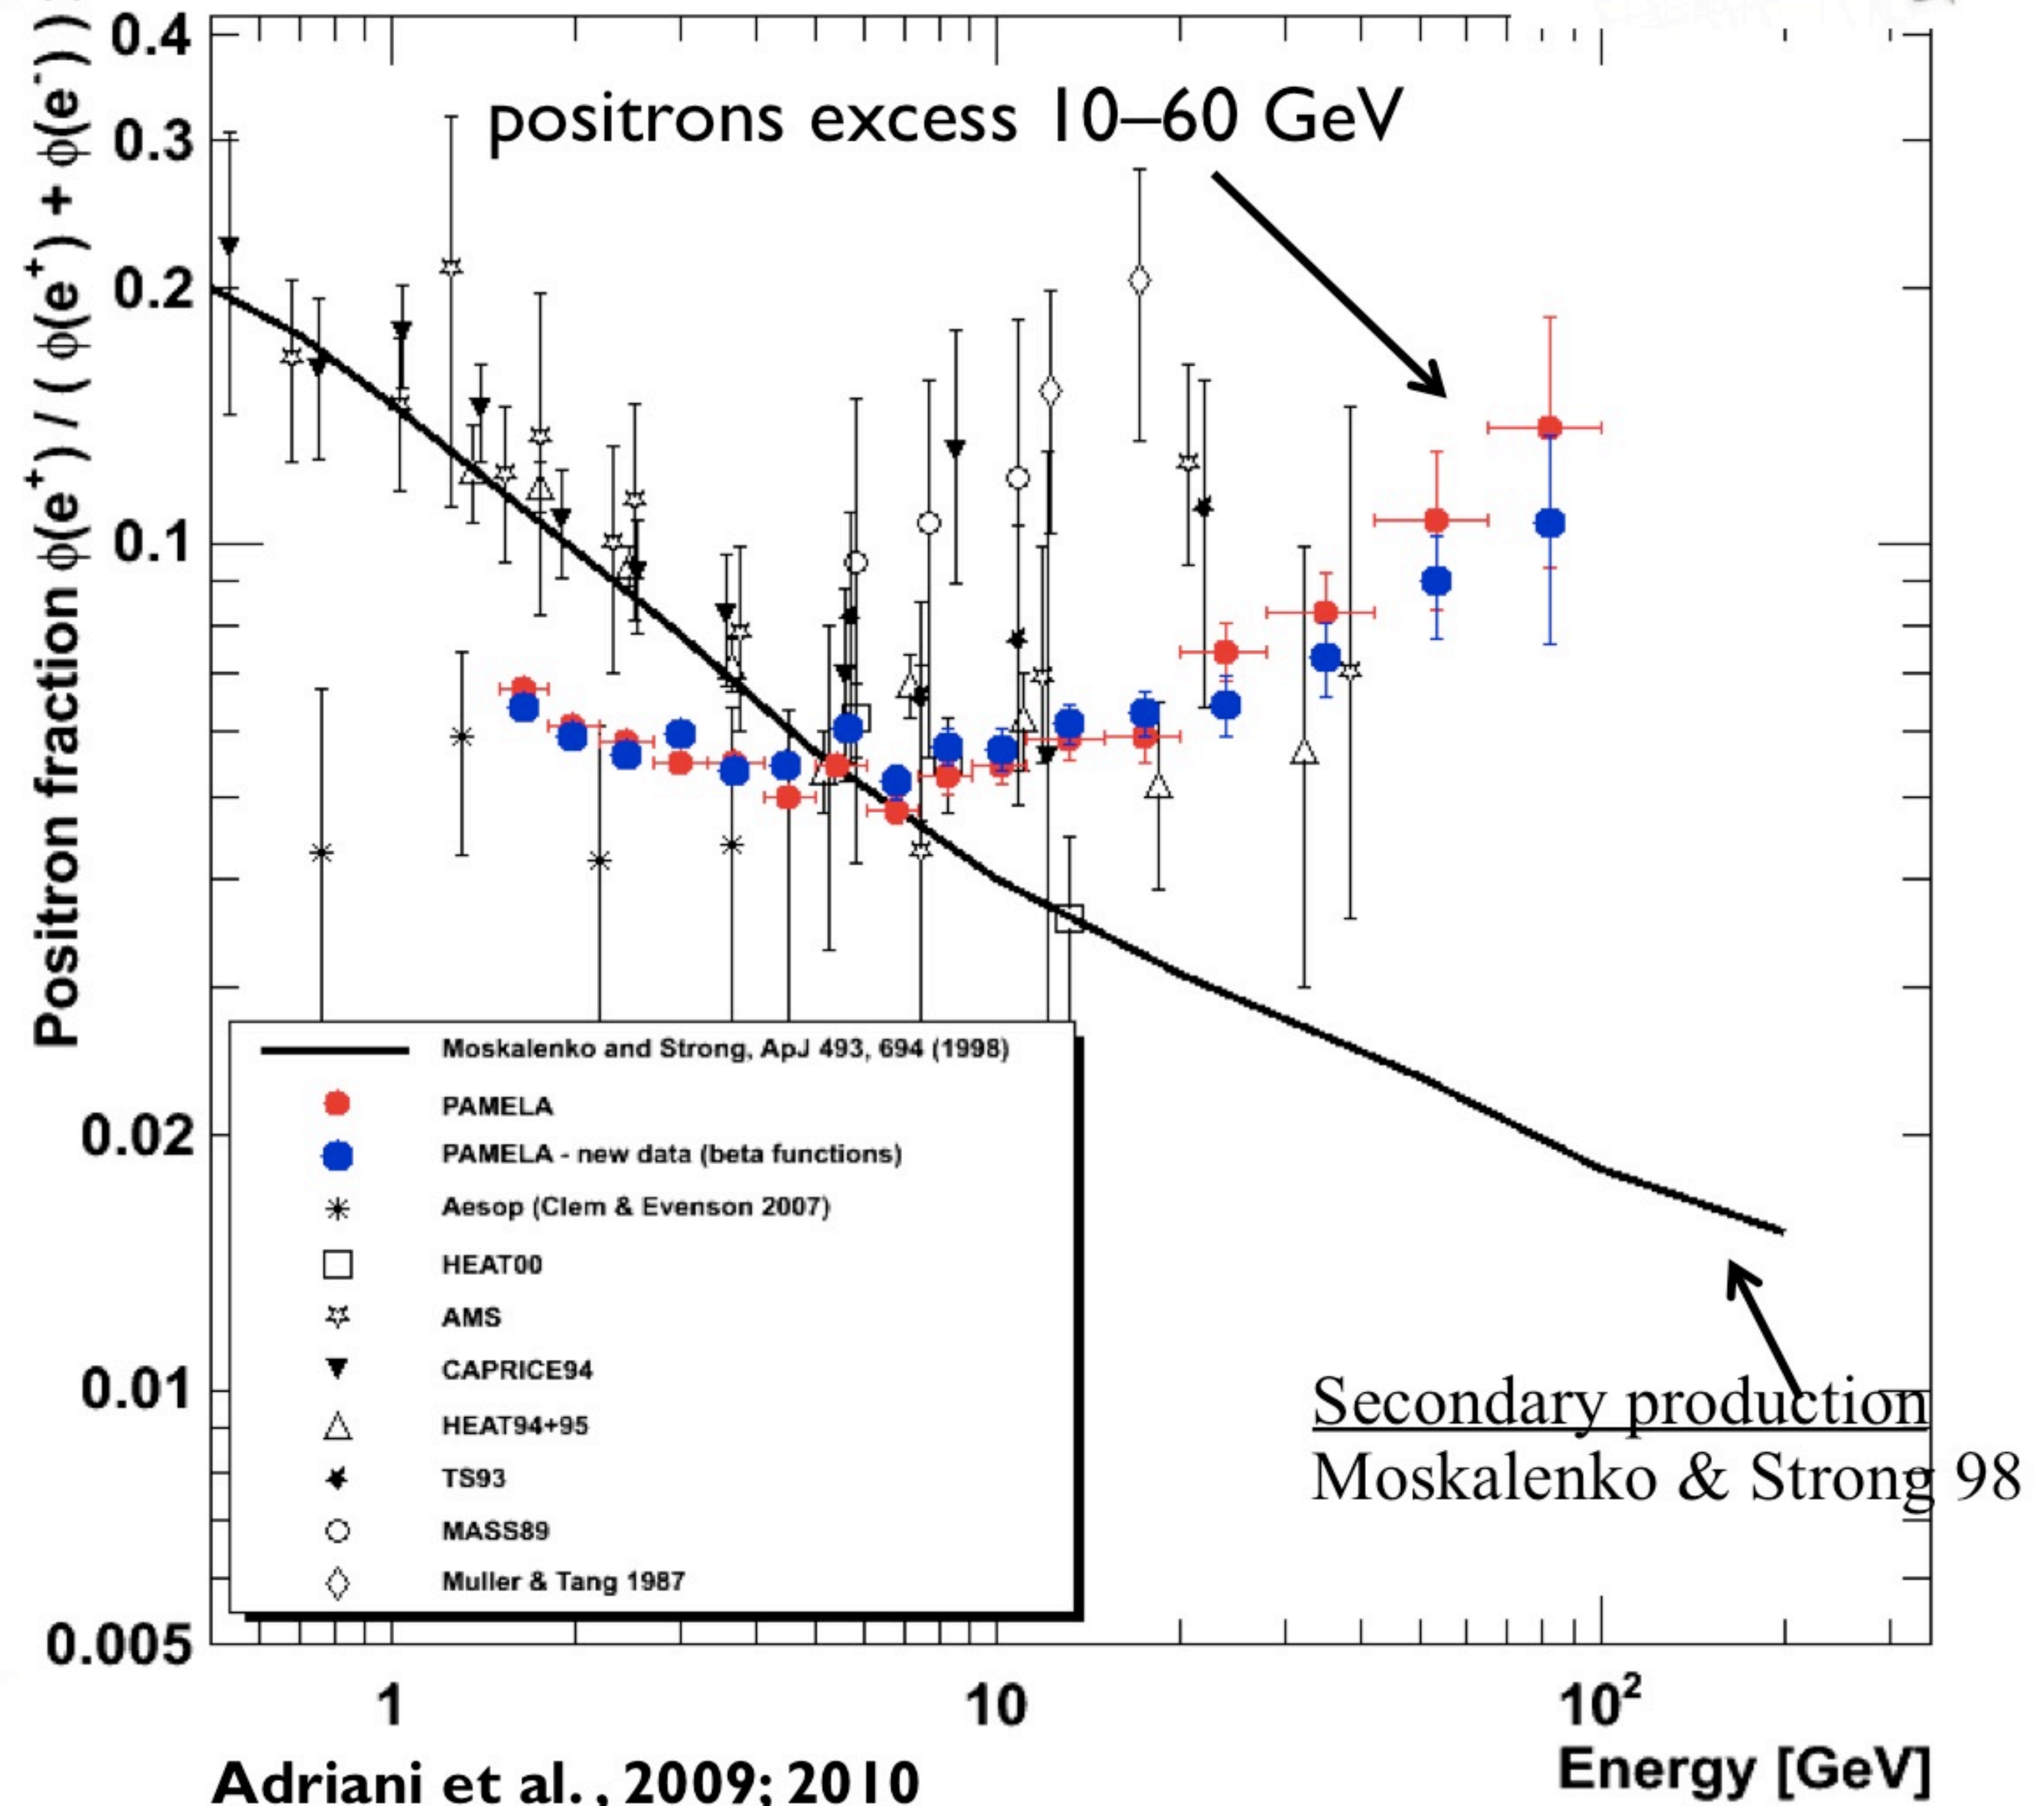 Positron fraction ϕ(e⁺) / ( ϕ(e⁺) + ϕ(e⁻) )
0.4
0.3
0.2
0.1
0.02
0.01
0.005
positrons excess 10–60 GeV
Moskalenko and Strong, ApJ 493, 694 (1998)
PAMELA
PAMELA - new data (beta functions)
Aesop (Clem & Evenson 2007)
HEAT00
AMS
CAPRICE94
HEAT94+95
TS93
MASS89
Muller & Tang 1987
Secondary production
Moskalenko & Strong 98
1
10
10²
Energy [GeV]
Adriani et al., 2009; 2010